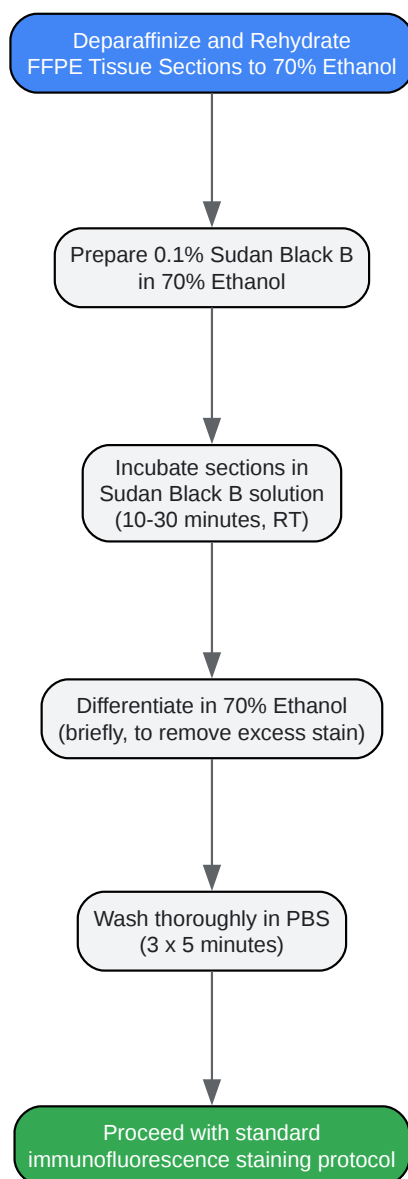 Deparaffinize and Rehydrate
FFPE Tissue Sections to 70% Ethanol
Prepare 0.1% Sudan Black B
in 70% Ethanol
Incubate sections in
Sudan Black B solution
(10-30 minutes, RT)
Differentiate in 70% Ethanol
(briefly, to remove excess stain)
Wash thoroughly in PBS
(3 x 5 minutes)
Proceed with standard
immunofluorescence staining protocol